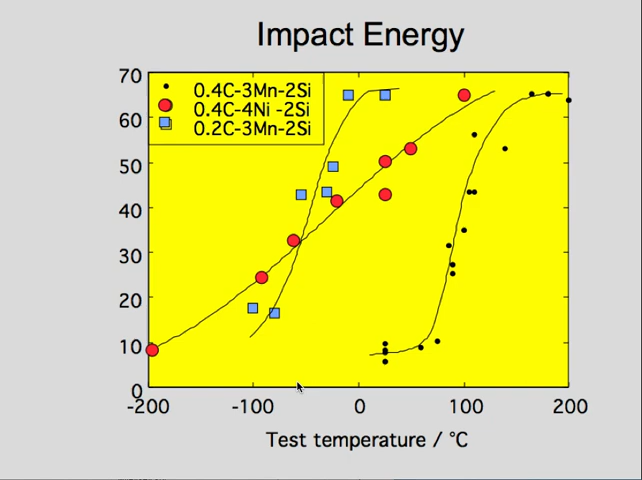 Impact Energy
70
60
50
40
30
20
10
0
0.4C-3Mn-2Si
0.4C-4Ni -2Si
0.2C-3Mn-2Si
-200 -100 0 100 200
Test temperature / °C